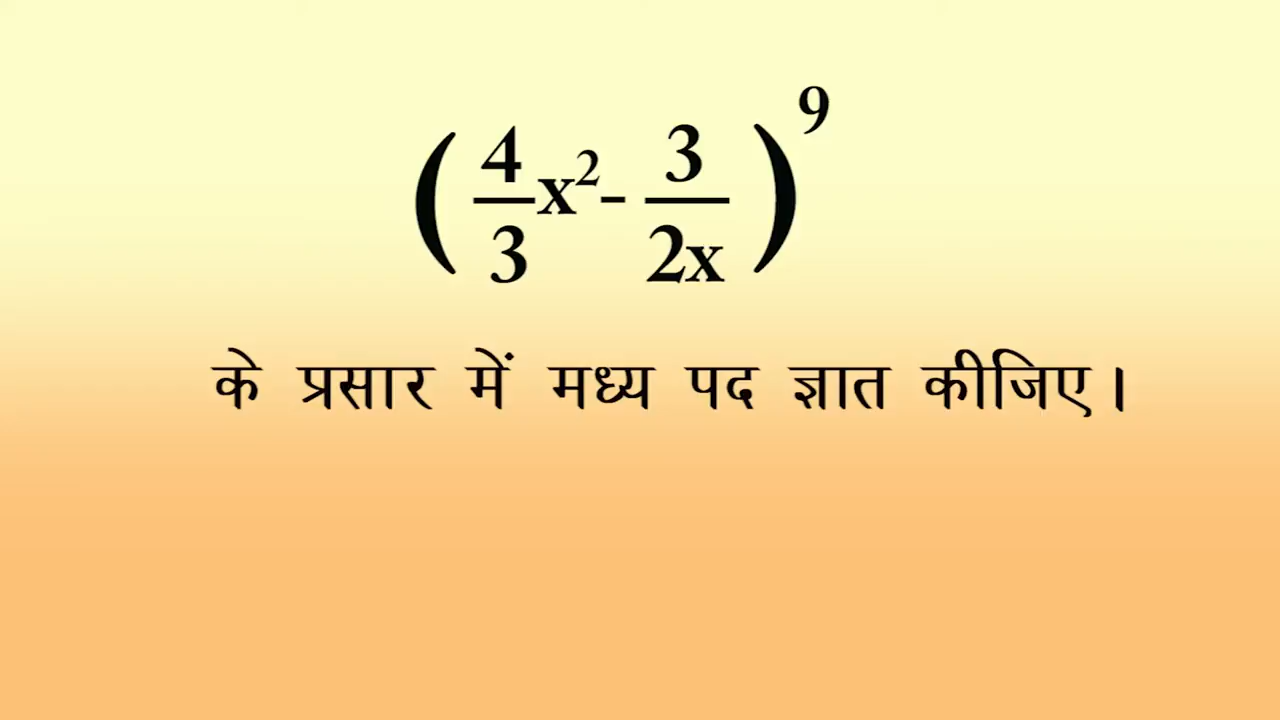 (4/3 x² - 3/2x)⁹
के प्रसार में मध्य पद ज्ञात कीजिए।